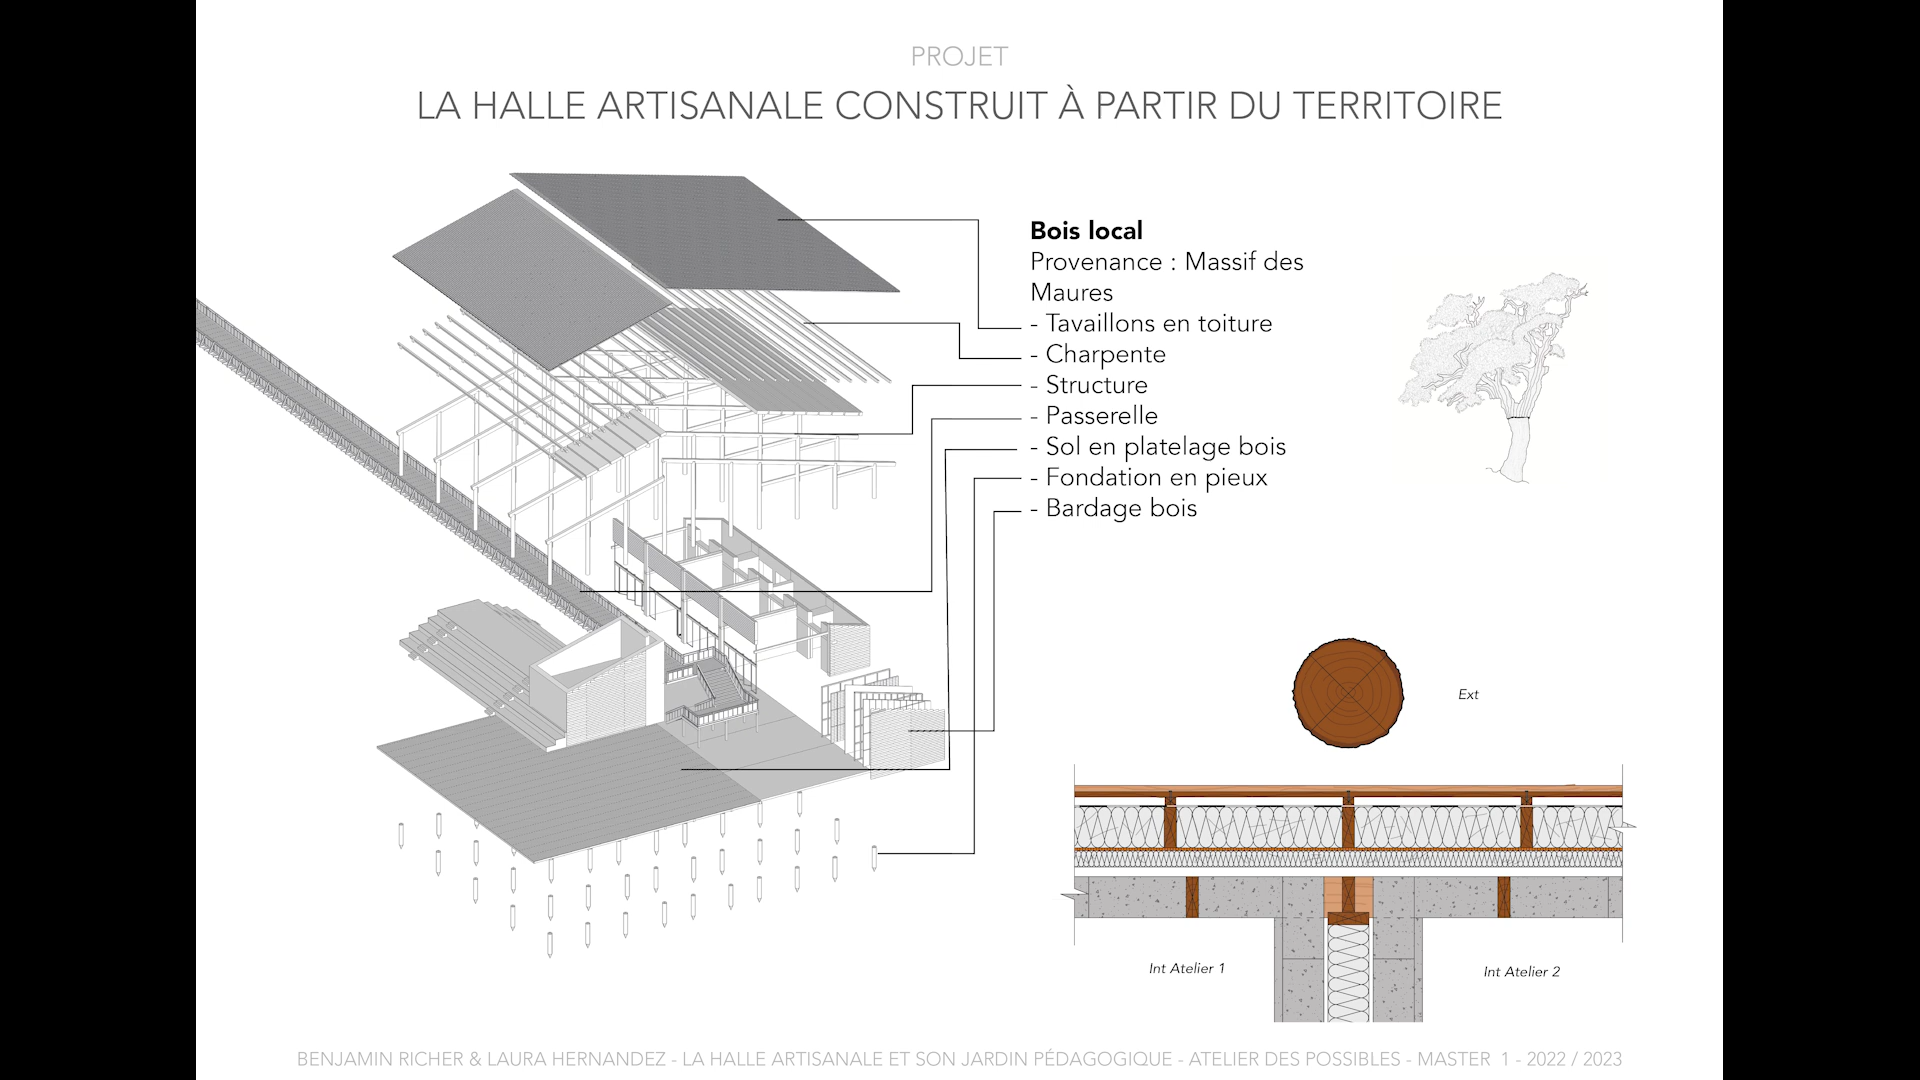 PROJET
LA HALLE ARTISANALE CONSTRUIT À PARTIR DU TERRITOIRE
Bois local
Provenance : Massif des
Maures
- Tavaillons en toiture
- Charpente
- Structure
- Passerelle
- Sol en platelage bois
- Fondation en pieux
- Bardage bois
Ext
Int Atelier 1
Int Atelier 2
BENJAMIN RICHER & LAURA HERNANDEZ - LA HALLE ARTISANALE ET SON JARDIN PÉDAGOGIQUE - ATELIER DES POSSIBLES - MASTER 1 - 2022 / 2023